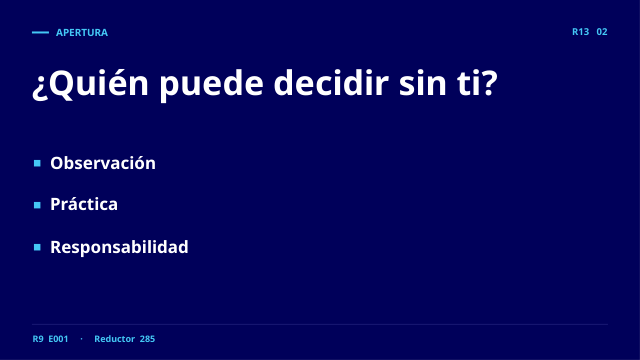 APERTURA
R13 02
¿Quién puede decidir sin ti?
Observación
Práctica
Responsabilidad
R9 E001 · Reductor 285